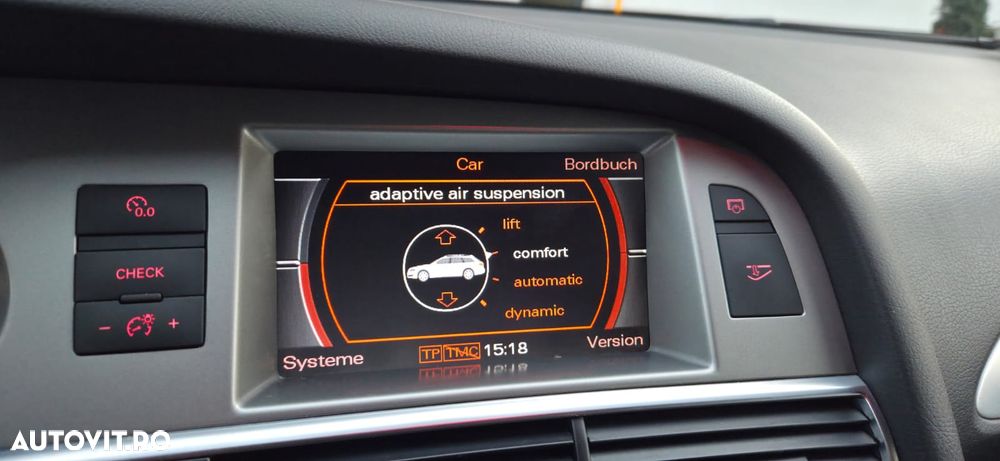 Car
Bordbuch
adaptive air suspension
lift
comfort
automatic
dynamic
Systeme
TP TMC 15:18
Version
0.0
CHECK
- +
AUTOVIT.RO